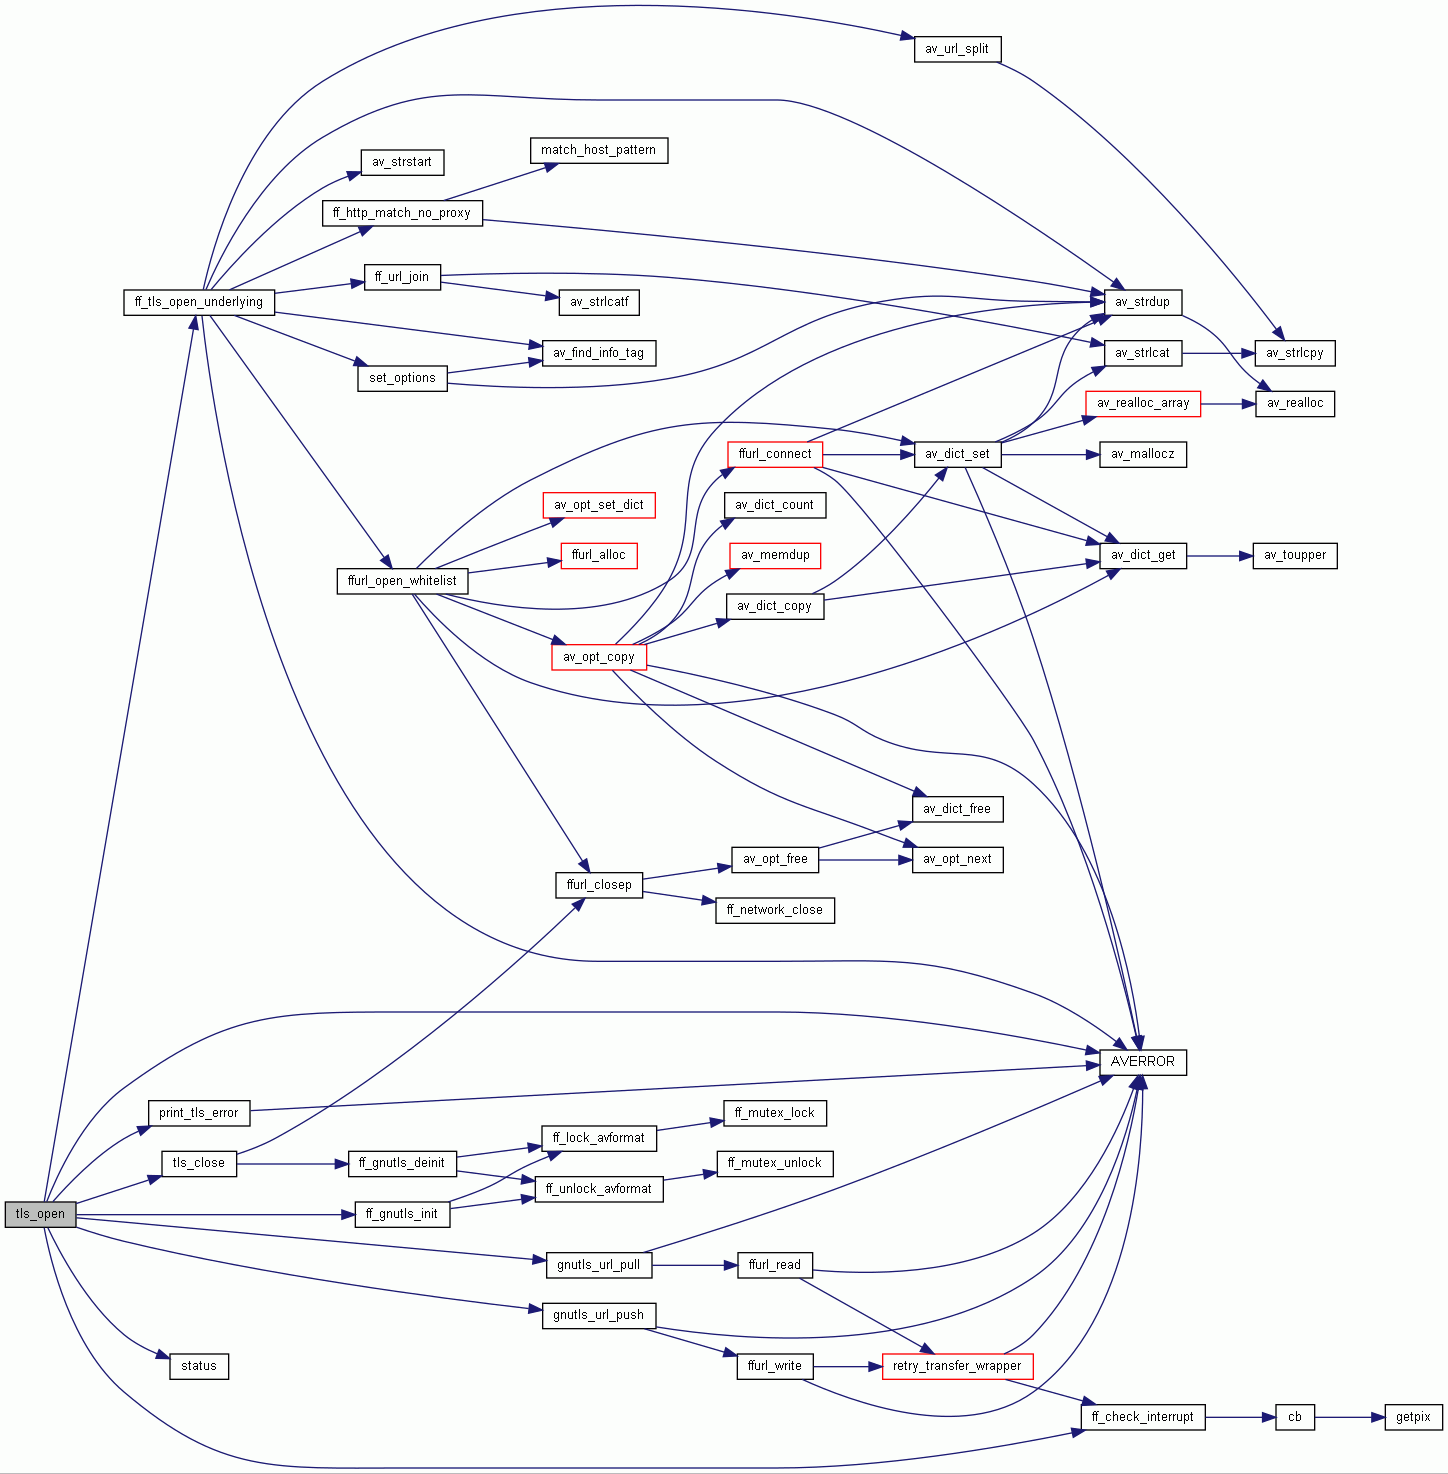 av_url_split
match_host_pattern
av_strstart
ff_http_match_no_proxy
ff_url_join
ff_tls_open_underlying
av_strlcatf
av_strdup
av_find_info_tag
av_strlcat
av_strlcpy
set_options
av_realloc_array
av_realloc
ffurl_connect
av_dict_set
av_mallocz
av_opt_set_dict
av_dict_count
ffurl_alloc
av_memdup
av_dict_get
av_toupper
ffurl_open_whitelist
av_dict_copy
av_opt_copy
av_dict_free
av_opt_free
av_opt_next
ffurl_closep
ff_network_close
AVERROR
print_tls_error
ff_mutex_lock
ff_lock_avformat
tls_close
ff_gnutls_deinit
ff_mutex_unlock
ff_unlock_avformat
tls_open
ff_gnutls_init
gnutls_url_pull
ffurl_read
gnutls_url_push
status
ffurl_write
retry_transfer_wrapper
ff_check_interrupt
cb
getpix